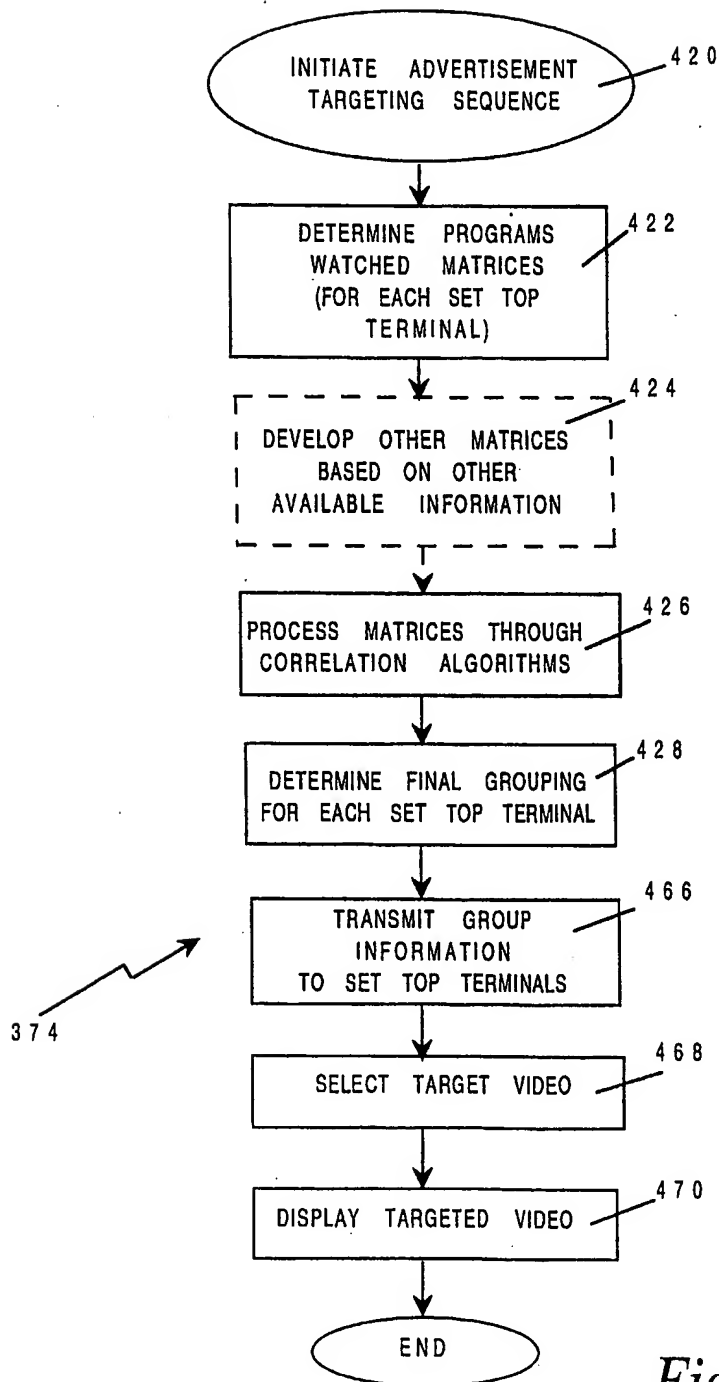 INITIATE ADVERTISEMENT
TARGETING SEQUENCE
420
DETERMINE PROGRAMS
WATCHED MATRICES
(FOR EACH SET TOP
TERMINAL)
422
DEVELOP OTHER MATRICES
BASED ON OTHER
AVAILABLE INFORMATION
424
PROCESS MATRICES THROUGH
CORRELATION ALGORITHMS
426
DETERMINE FINAL GROUPING
FOR EACH SET TOP TERMINAL
428
TRANSMIT GROUP
INFORMATION
TO SET TOP TERMINALS
466
374
SELECT TARGET VIDEO
468
DISPLAY TARGETED VIDEO
470
END